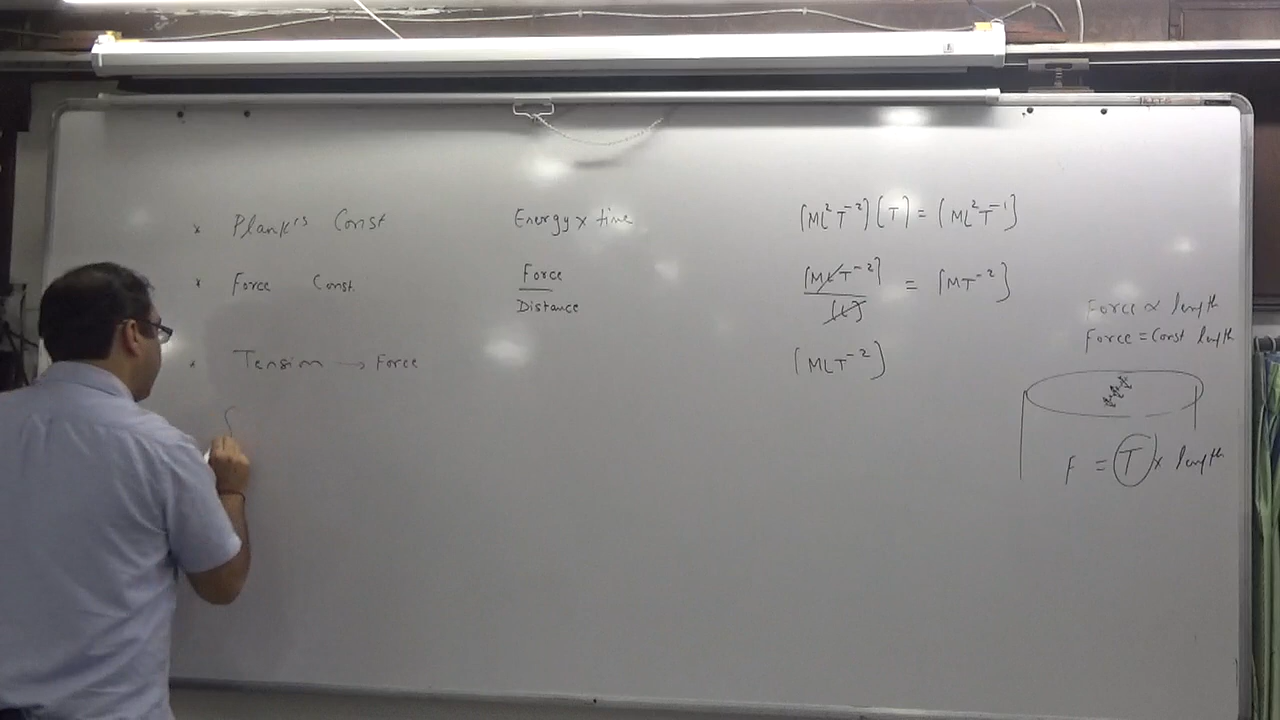 * Plank's Const Energy x time [ML²T⁻²][T] = [ML²T⁻¹]
* Force Const. Force / Distance [MLT⁻²] / [L] = [MT⁻²]
* Tension → Force [MLT⁻²]
Force ∝ length
Force = Const length
F = T x length